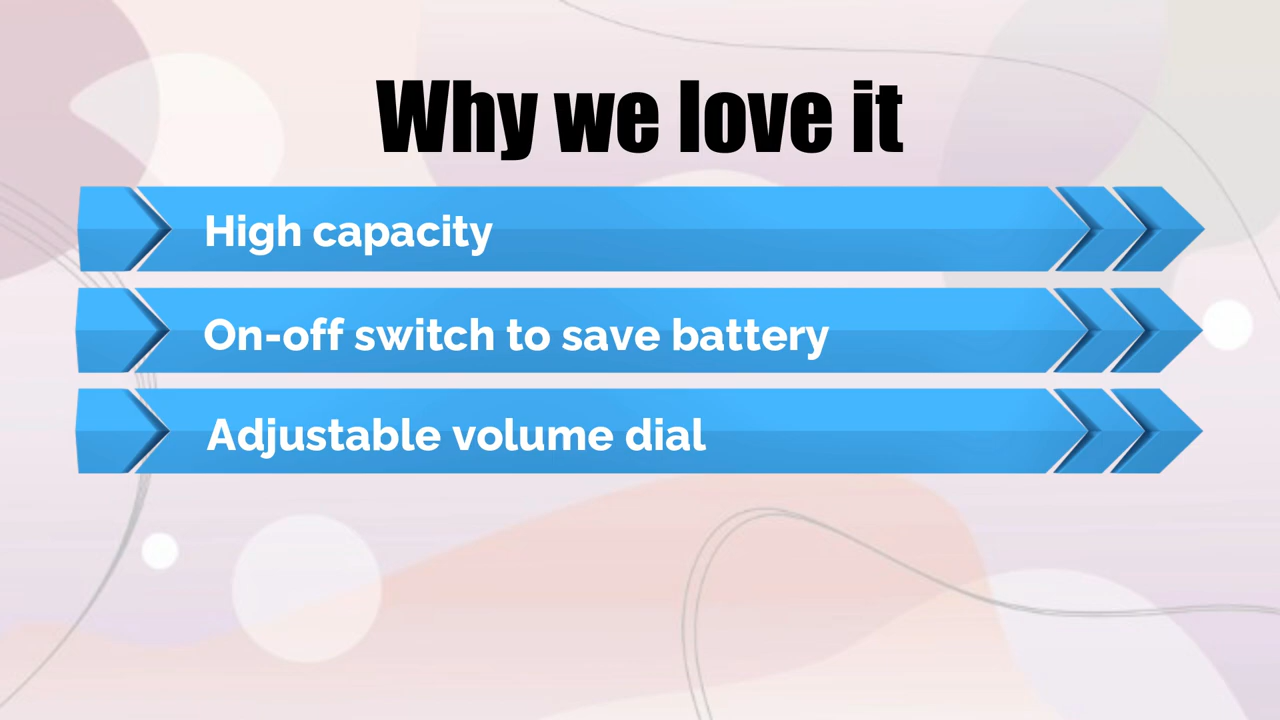 Why we love it
High capacity
On-off switch to save battery
Adjustable volume dial